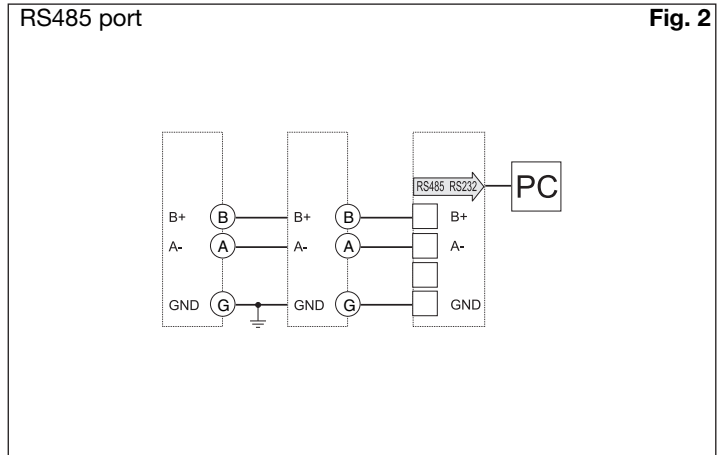 RS485 port Fig. 2
RS485 RS232 PC
B+ B B+ B B+
A- A A- A A-
GND G GND G GND